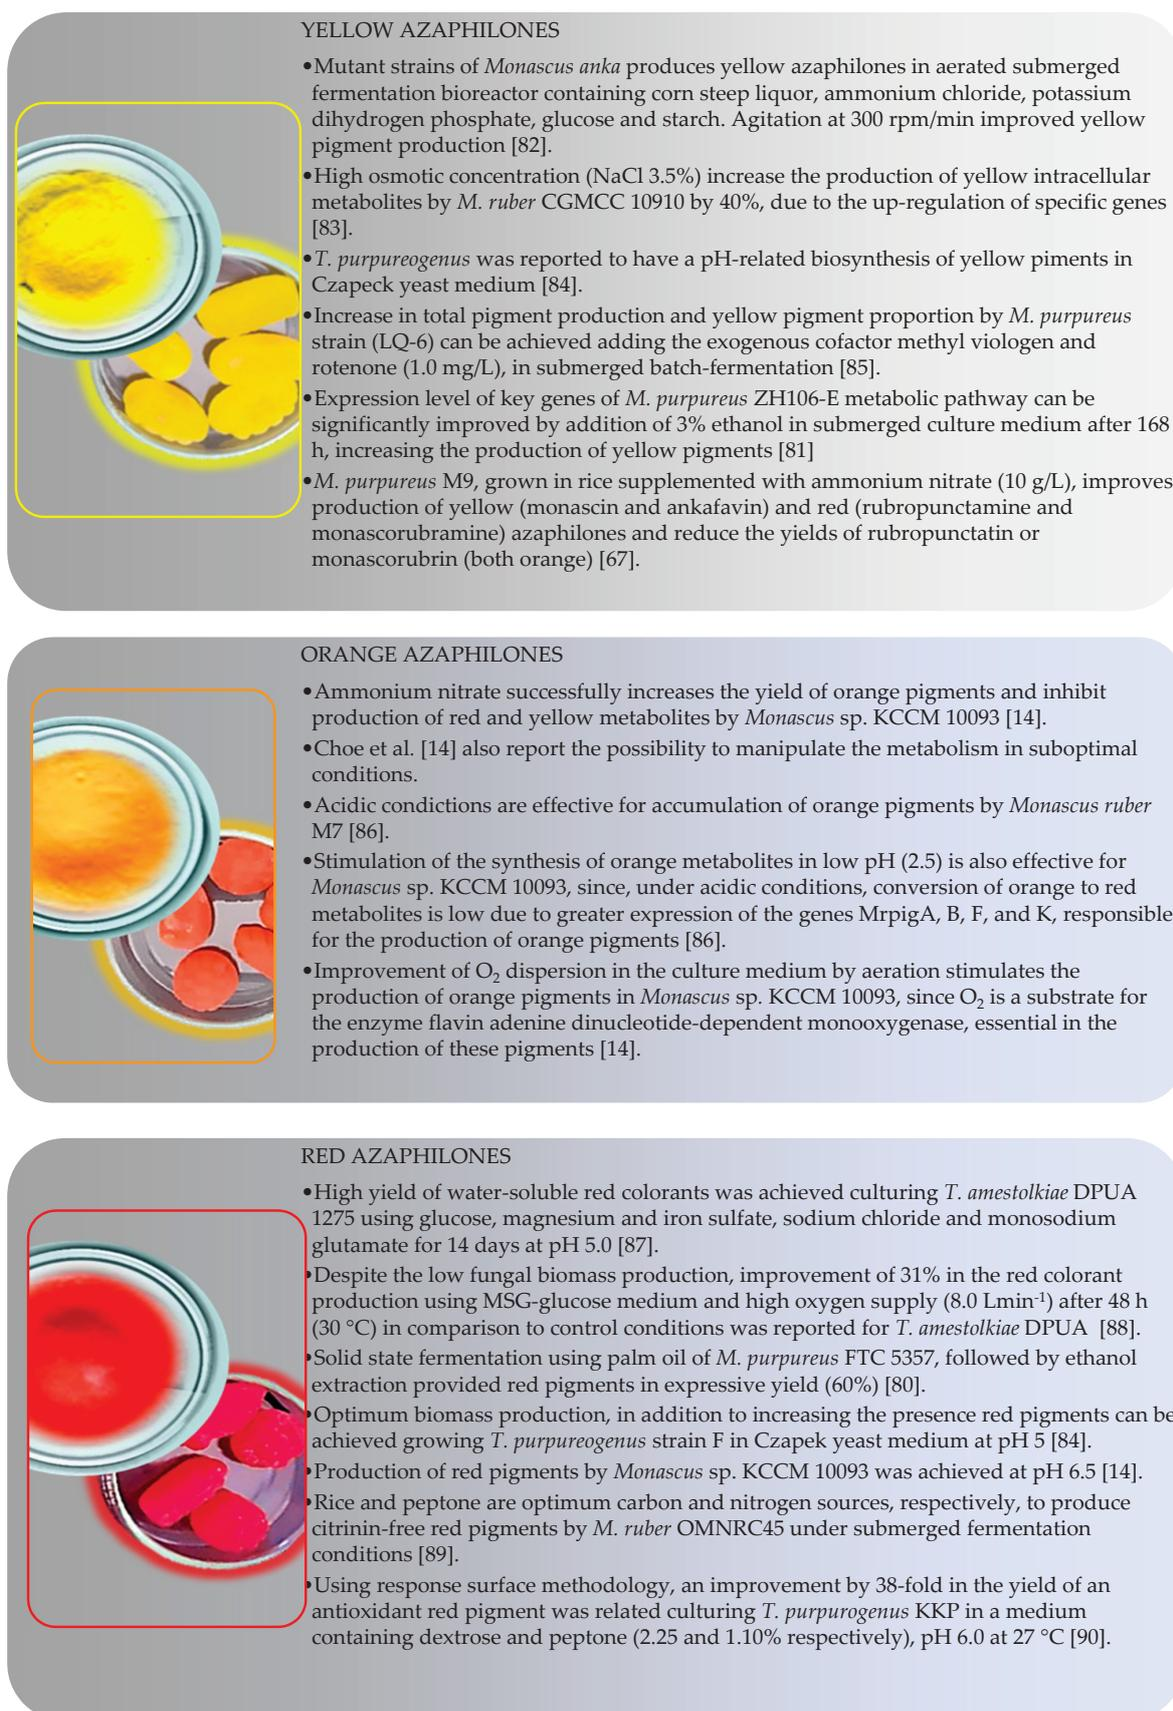 YELLOW AZAPHILONES
•Mutant strains of Monascus anka produces yellow azaphilones in aerated submerged
fermentation bioreactor containing corn steep liquor, ammonium chloride, potassium
dihydrogen phosphate, glucose and starch. Agitation at 300 rpm/min improved yellow
pigment production [82].
•High osmotic concentration (NaCl 3.5%) increase the production of yellow intracellular
metabolites by M. ruber CGMCC 10910 by 40%, due to the up-regulation of specific genes
[83].
•T. purpureogenus was reported to have a pH-related biosynthesis of yellow piments in
Czapeck yeast medium [84].
•Increase in total pigment production and yellow pigment proportion by M. purpureus
strain (LQ-6) can be achieved adding the exogenous cofactor methyl viologen and
rotenone (1.0 mg/L), in submerged batch-fermentation [85].
•Expression level of key genes of M. purpureus ZH106-E metabolic pathway can be
significantly improved by addition of 3% ethanol in submerged culture medium after 168
h, increasing the production of yellow pigments [81]
•M. purpureus M9, grown in rice supplemented with ammonium nitrate (10 g/L), improves
production of yellow (monascin and ankafavin) and red (rubropunctamine and
monascorubramine) azaphilones and reduce the yields of rubropunctatin or
monascorubrin (both orange) [67].
ORANGE AZAPHILONES
•Ammonium nitrate successfully increases the yield of orange pigments and inhibit
production of red and yellow metabolites by Monascus sp. KCCM 10093 [14].
•Choe et al. [14] also report the possibility to manipulate the metabolism in suboptimal
conditions.
•Acidic condictions are effective for accumulation of orange pigments by Monascus ruber
M7 [86].
•Stimulation of the synthesis of orange metabolites in low pH (2.5) is also effective for
Monascus sp. KCCM 10093, since, under acidic conditions, conversion of orange to red
metabolites is low due to greater expression of the genes MrpigA, B, F, and K, responsible
for the production of orange pigments [86].
•Improvement of O₂ dispersion in the culture medium by aeration stimulates the
production of orange pigments in Monascus sp. KCCM 10093, since O₂ is a substrate for
the enzyme flavin adenine dinucleotide-dependent monooxygenase, essential in the
production of these pigments [14].
RED AZAPHILONES
•High yield of water-soluble red colorants was achieved culturing T. amestolkiae DPUA
1275 using glucose, magnesium and iron sulfate, sodium chloride and monosodium
glutamate for 14 days at pH 5.0 [87].
•Despite the low fungal biomass production, improvement of 31% in the red colorant
production using MSG-glucose medium and high oxygen supply (8.0 Lmin⁻¹) after 48 h
(30 °C) in comparison to control conditions was reported for T. amestolkiae DPUA [88].
•Solid state fermentation using palm oil of M. purpureus FTC 5357, followed by ethanol
extraction provided red pigments in expressive yield (60%) [80].
•Optimum biomass production, in addition to increasing the presence red pigments can be
achieved growing T. purpureogenus strain F in Czapek yeast medium at pH 5 [84].
•Production of red pigments by Monascus sp. KCCM 10093 was achieved at pH 6.5 [14].
•Rice and peptone are optimum carbon and nitrogen sources, respectively, to produce
citrinin-free red pigments by M. ruber OMNRC45 under submerged fermentation
conditions [89].
•Using response surface methodology, an improvement by 38-fold in the yield of an
antioxidant red pigment was related culturing T. purpurogenus KKP in a medium
containing dextrose and peptone (2.25 and 1.10% respectively), pH 6.0 at 27 °C [90].